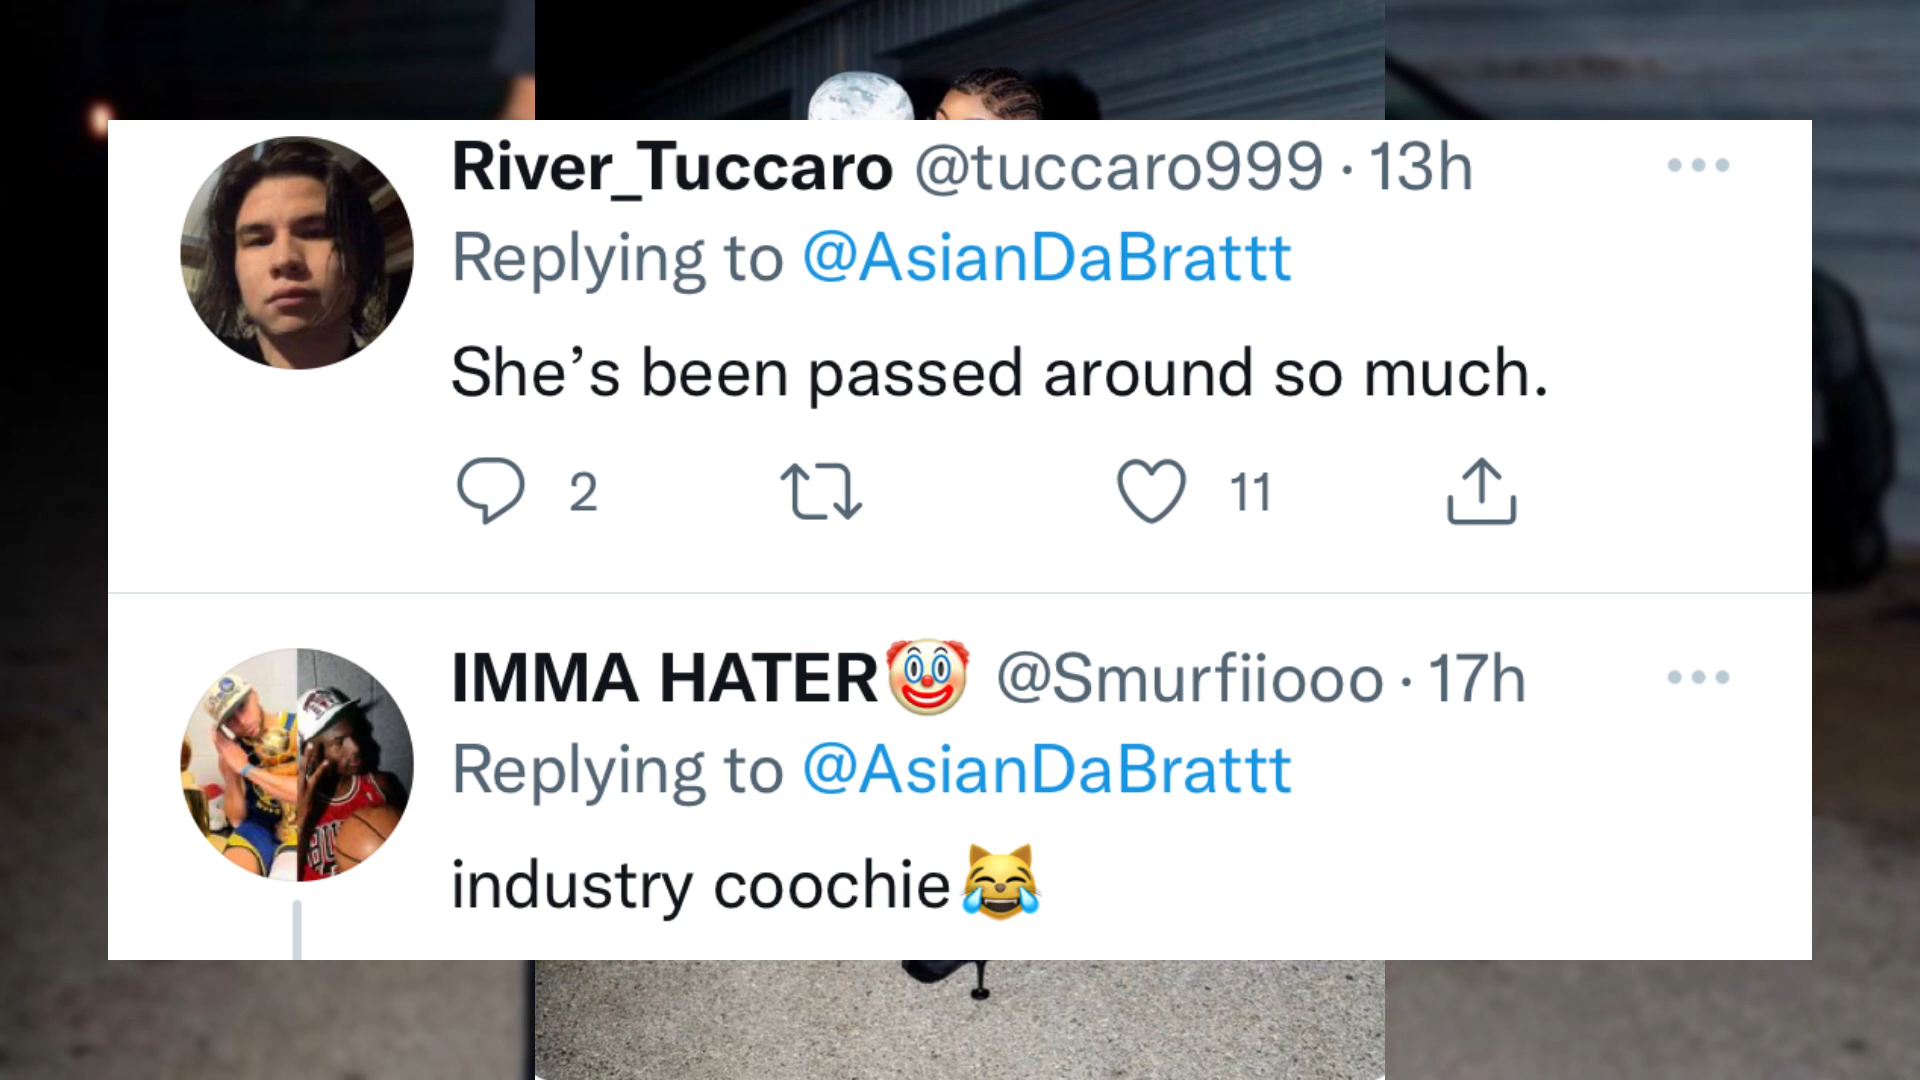 River_Tuccaro @tuccaro999 · 13h
Replying to @AsianDaBrattt
She’s been passed around so much.
2 11
IMMA HATER🤡 @Smurfiiooo · 17h
Replying to @AsianDaBrattt
industry coochie😹